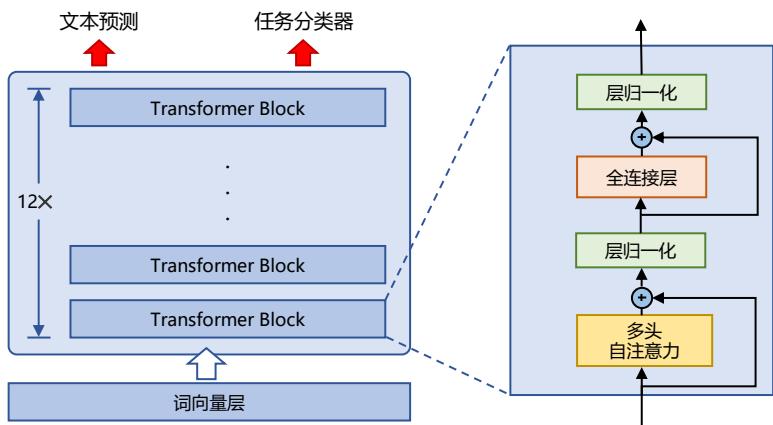 文本预测
任务分类器
Transformer Block
12×
Transformer Block
Transformer Block
词向量层
层归一化
+
全连接层
层归一化
+
多头
自注意力